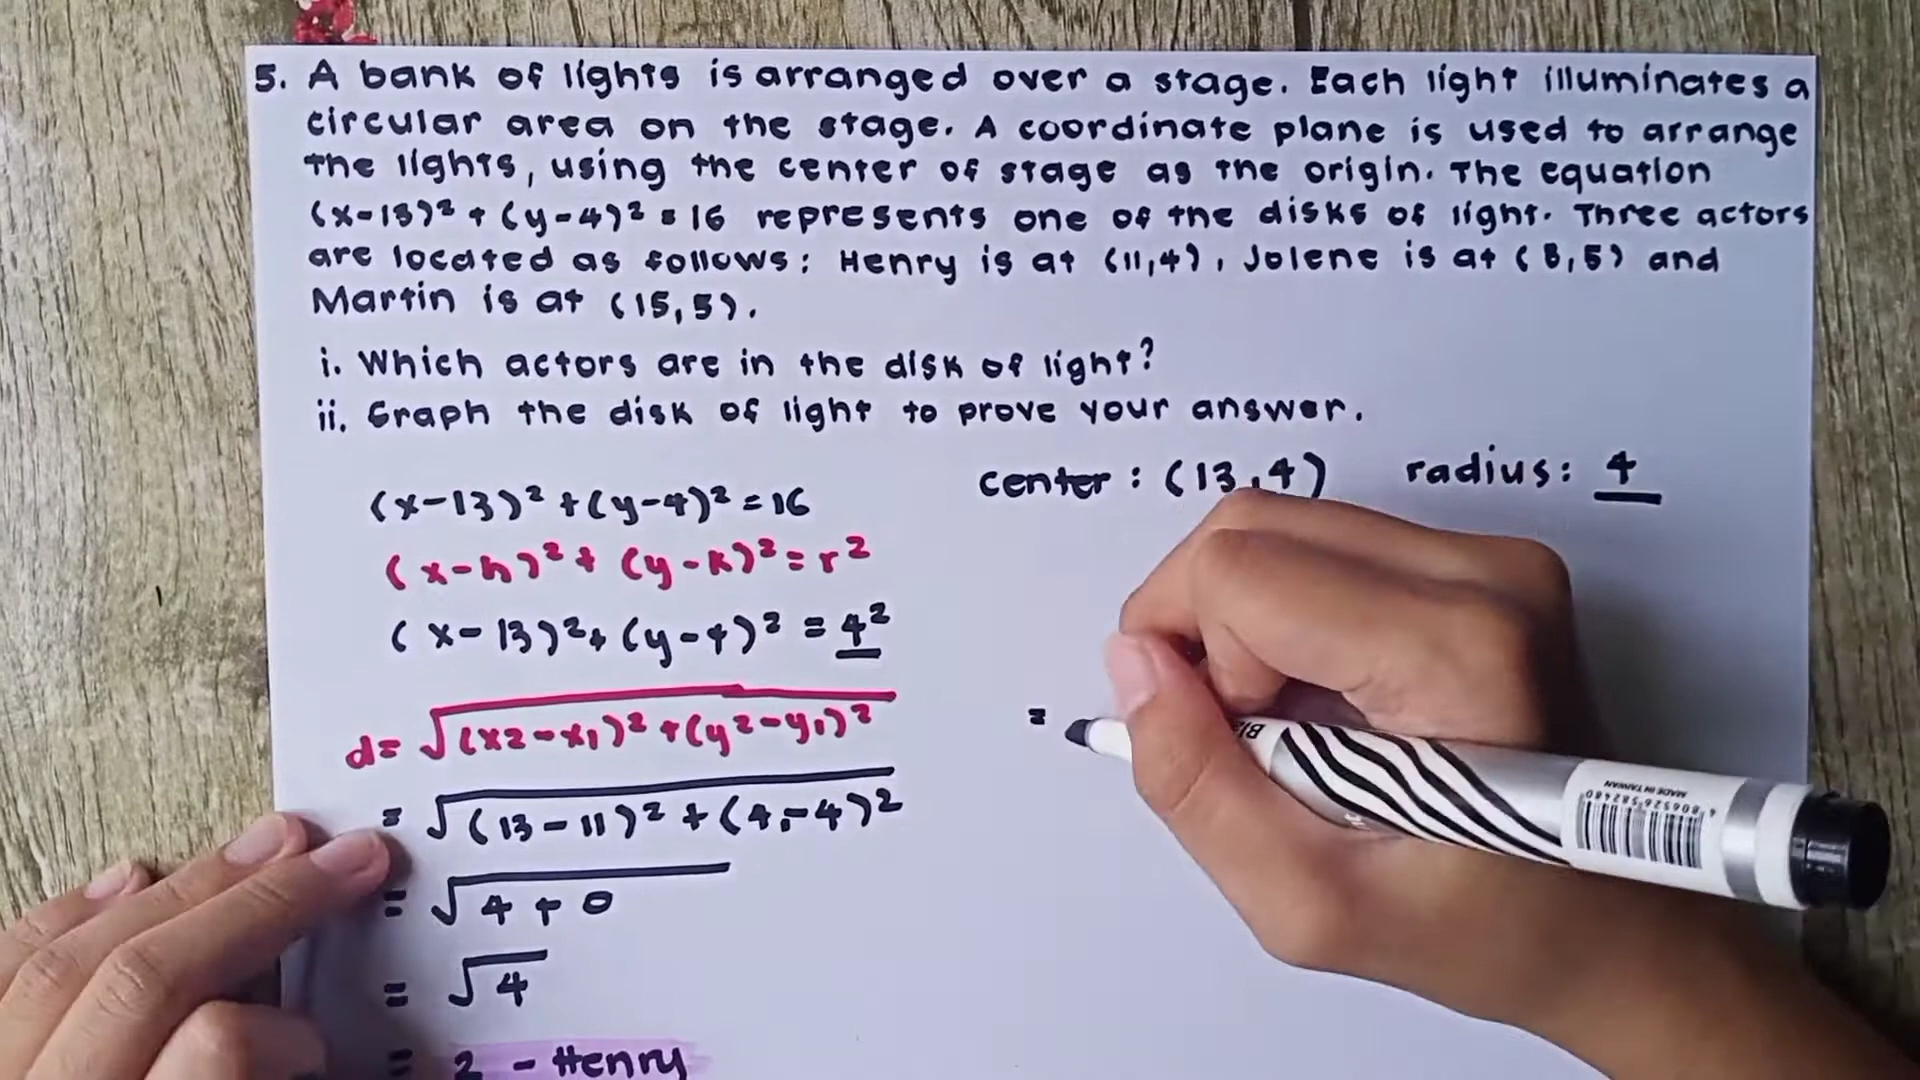 5. A bank of lights is arranged over a stage. Each light illuminates a
circular area on the stage. A coordinate plane is used to arrange
the lights, using the center of stage as the origin. The equation
(x-13)² + (y-4)² = 16 represents one of the disks of light. Three actors
are located as follows: Henry is at (11,4), Jolene is at (8,5) and
Martin is at (15,5).
i. Which actors are in the disk of light?
ii. Graph the disk of light to prove your answer.
center : (13,4) radius: 4
(x-13)² + (y-4)² = 16
(x-h)² + (y-k)² = r²
(x-13)² + (y-4)² = 4²
d= √(x2-x1)² + (y2-y1)²
= √(13-11)² + (4-4)²
= √4+0
= √4
= 2 - Henry
=
MADE IN TAIWAN
4 806526 582480